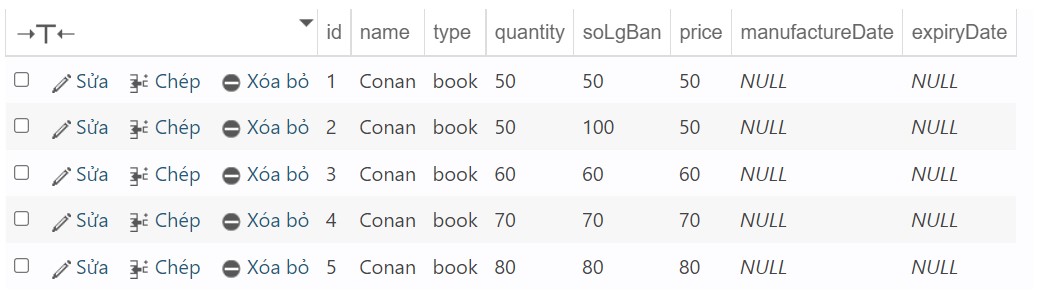 id name type quantity soLgBan price manufactureDate expiryDate
Sửa Chép Xóa bỏ 1 Conan book 50 50 50 NULL NULL
Sửa Chép Xóa bỏ 2 Conan book 50 100 50 NULL NULL
Sửa Chép Xóa bỏ 3 Conan book 60 60 60 NULL NULL
Sửa Chép Xóa bỏ 4 Conan book 70 70 70 NULL NULL
Sửa Chép Xóa bỏ 5 Conan book 80 80 80 NULL NULL